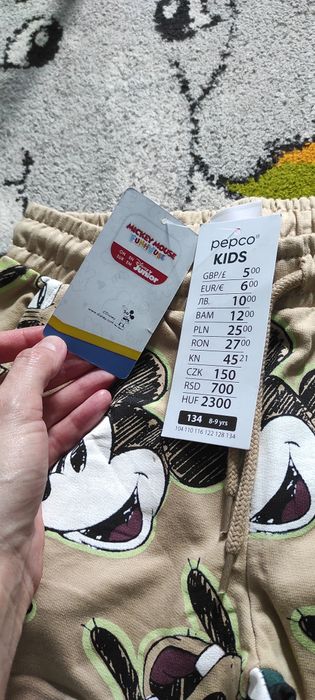 MICKEY MOUSE
FUNHOUSE
Disney
Junior
©Disney
pepco®
KIDS
GBP/£ 5.00
EUR/€ 6.00
ЛВ. 10.00
BAM 12.00
PLN 25.00
RON 27.00
KN 45.21
CZK 150
RSD 700
HUF 2300
134 8-9 yrs
104 110 116 122 128 134